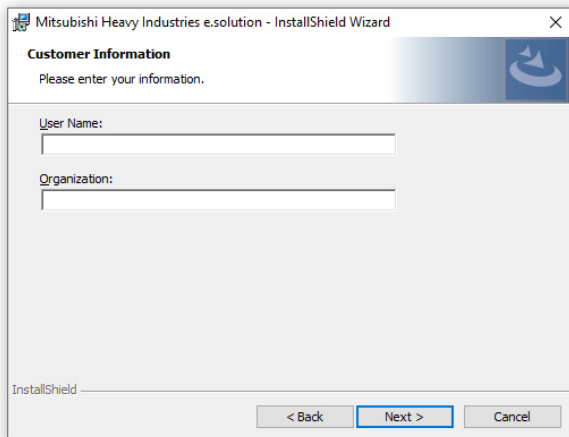 Mitsubishi Heavy Industries e.solution - InstallShield Wizard
Customer Information
Please enter your information.
User Name:
Organization:
InstallShield
< Back Next > Cancel